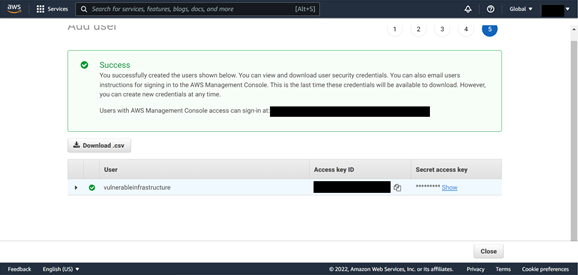 aws Services Search for services, features, blogs, docs, and more [Alt+S] Global
Add user 1 2 3 4 5
Success
You successfully created the users shown below. You can view and download user security credentials. You can also email users
instructions for signing in to the AWS Management Console. This is the last time these credentials will be available to download. However,
you can create new credentials at any time.
Users with AWS Management Console access can sign-in at:
Download .csv
User Access key ID Secret access key
vulnerableinfrastructure ********* Show
Close
Feedback English (US) © 2022, Amazon Web Services, Inc. or its affiliates. Privacy Terms Cookie preferences